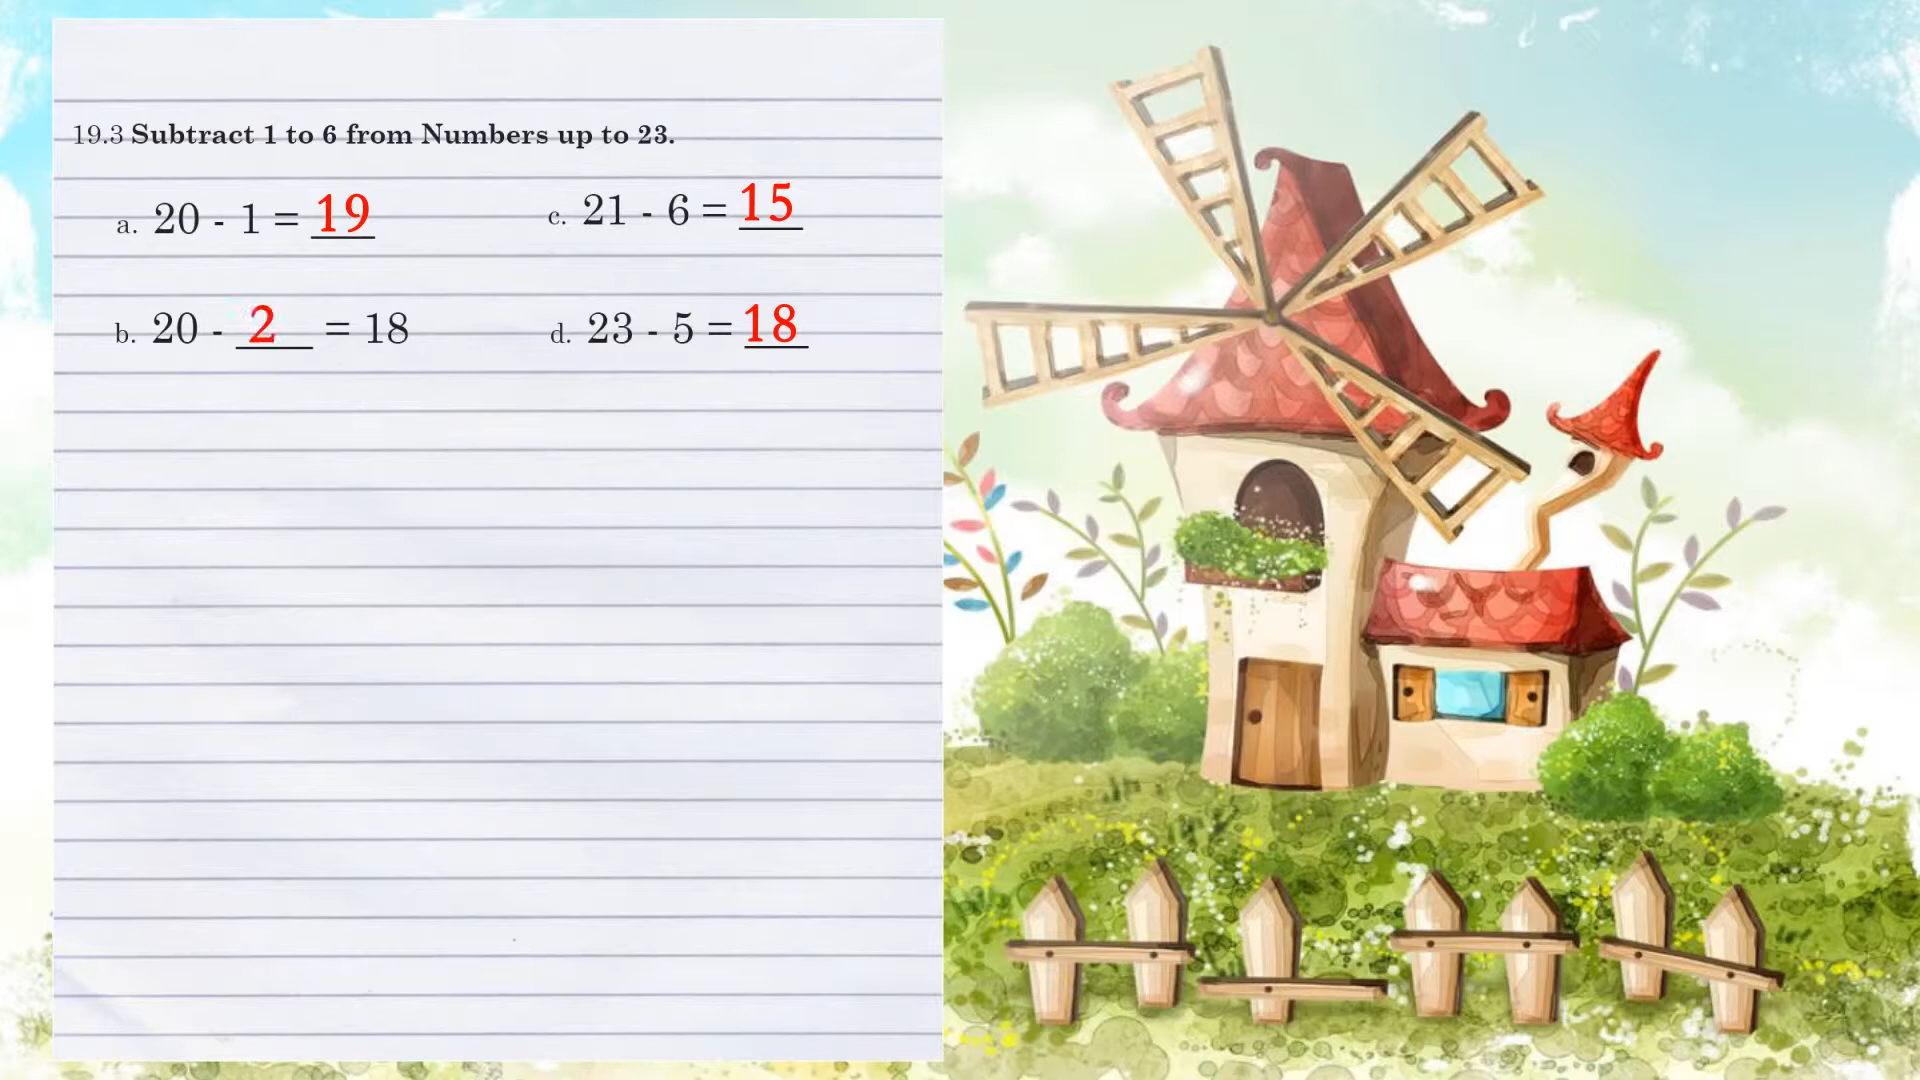 19.3 Subtract 1 to 6 from Numbers up to 23.
a. 20 - 1 = 19
c. 21 - 6 = 15
b. 20 - 2 = 18
d. 23 - 5 = 18